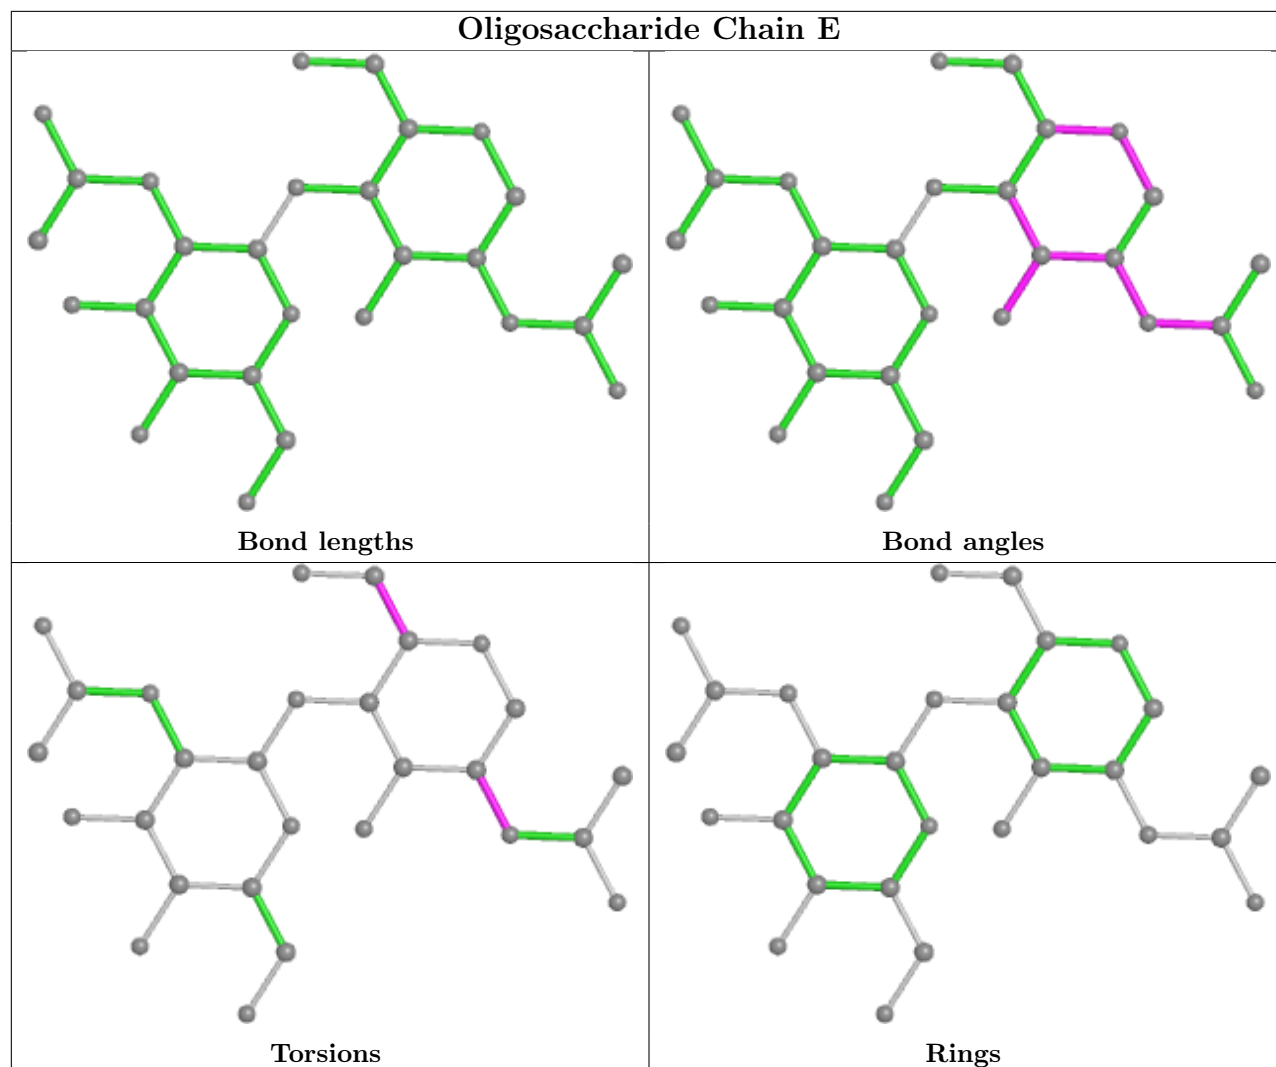 Oligosaccharide Chain E
Bond lengths
Bond angles
Torsions
Rings